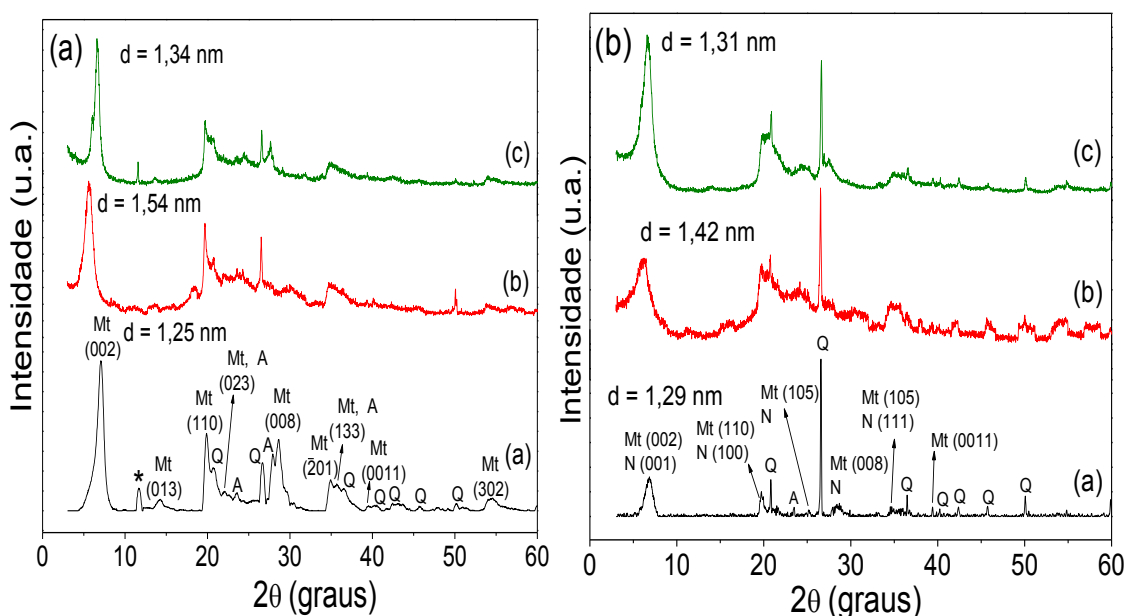 (a)
d = 1,34 nm
(c)
d = 1,54 nm
(b)
d = 1,25 nm
Mt
(002)
*
Mt
(013)
Mt
(110)
Q
Mt, A
(023)
A
Q
A
Mt
(008)
Mt
(2̄01)
Mt, A
(133)
Q
Mt
(0011)
Q
Q
Q
Q
Mt
(302)
(a)
Intensidade (u.a.)
0 10 20 30 40 50 60
2θ (graus)
(b)
d = 1,31 nm
(c)
d = 1,42 nm
(b)
Q
d = 1,29 nm
Mt (002)
N (001)
Mt (110)
N (100)
Q
Mt (105)
N
A
Mt (008)
N
Mt (105)
N (111)
Q
Mt (0011)
Q
Q
Q
Q
(a)
Intensidade (u.a.)
0 10 20 30 40 50 60
2θ (graus)